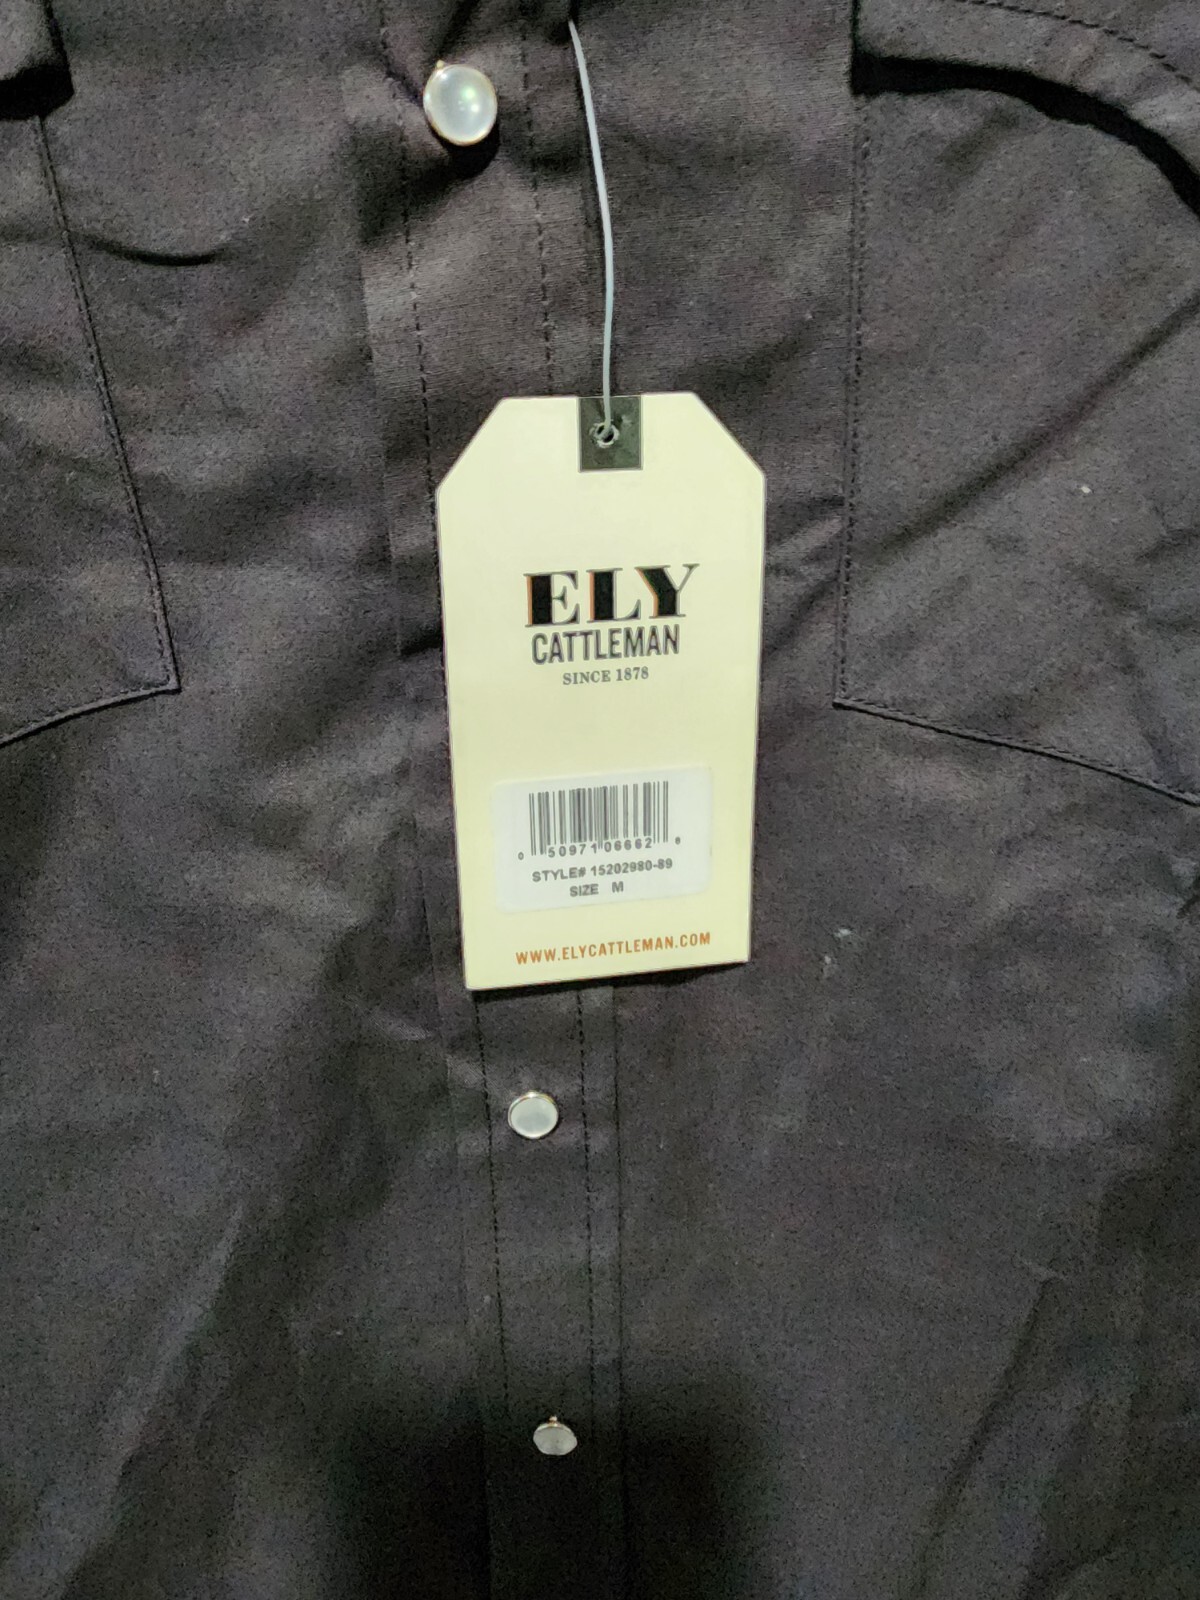 ELY
CATTLEMAN
SINCE 1878
0 50971 06662 8
STYLE# 15202980-89
SIZE M
WWW.ELYCATTLEMAN.COM